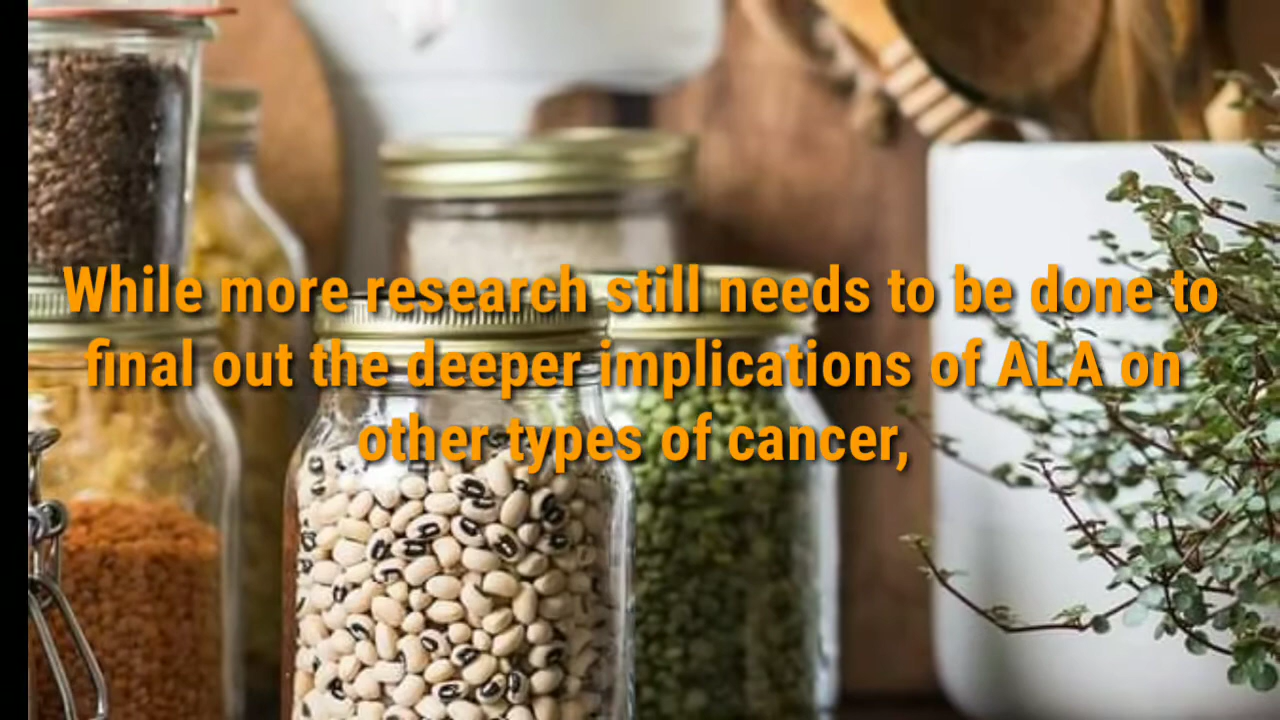 While more research still needs to be done to
final out the deeper implications of ALA on
other types of cancer,